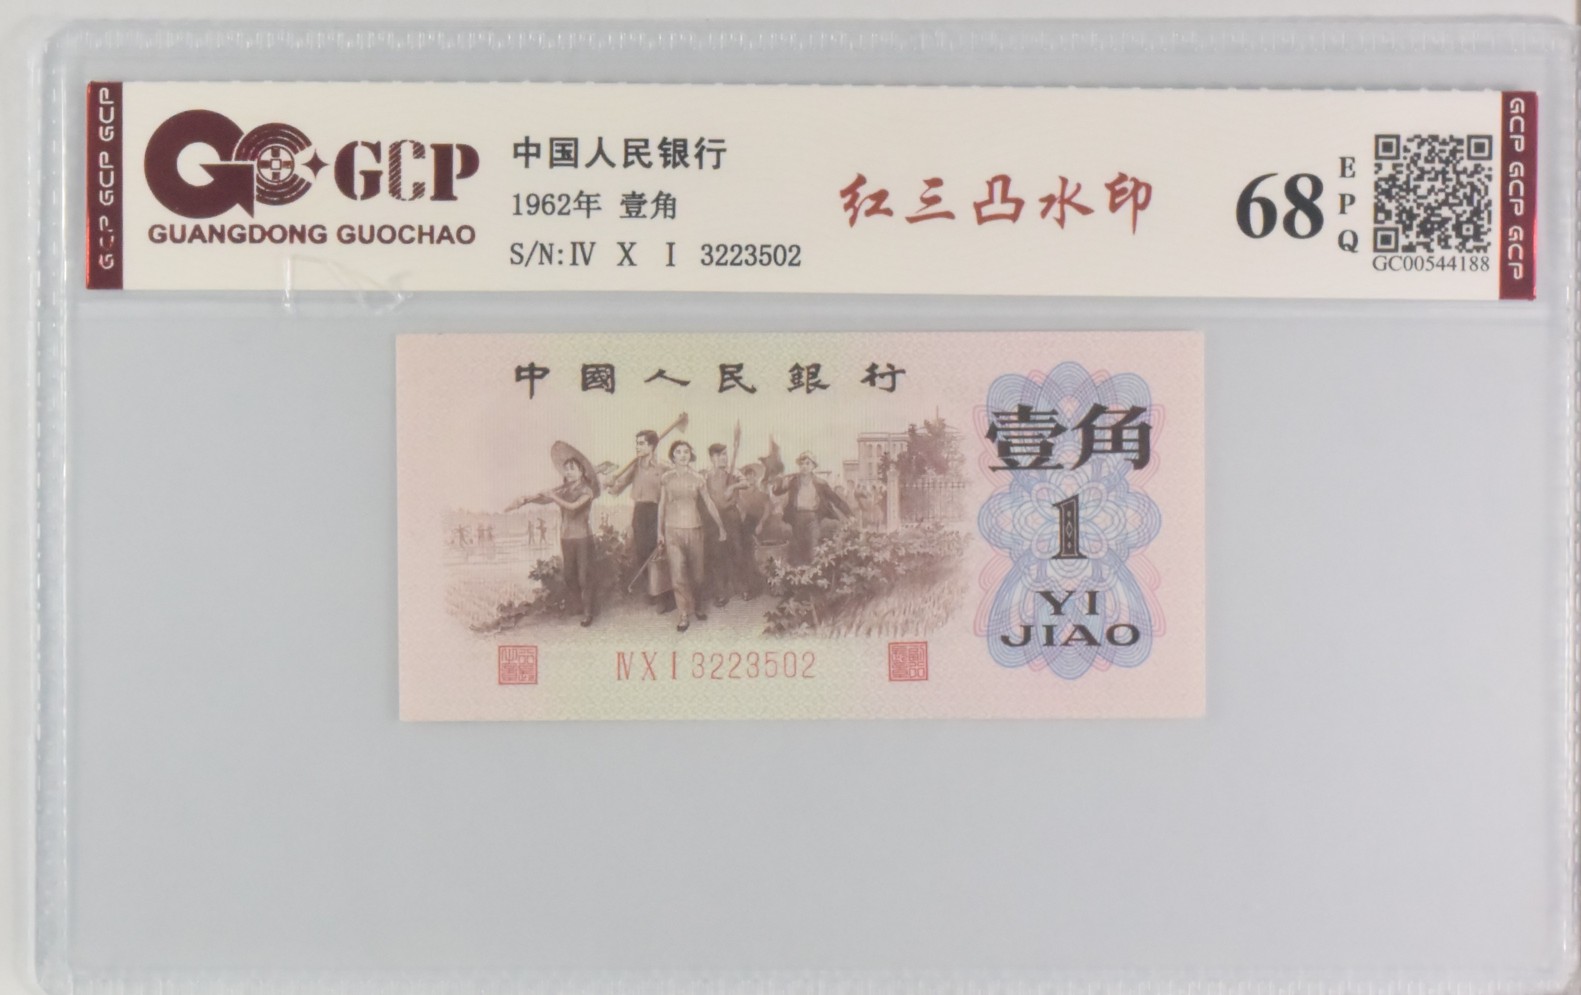 GCP GCP GCP
GCP
GUANGDONG GUOCHAO
中国人民银行
1962年 壹角
S/N:Ⅳ Ⅹ Ⅰ 3223502
红三凸水印
68
EPQ
GC00544188
GCP GCP GCP
中國人民銀行
壹角
1
YI
JIAO
ⅣⅩⅠ3223502